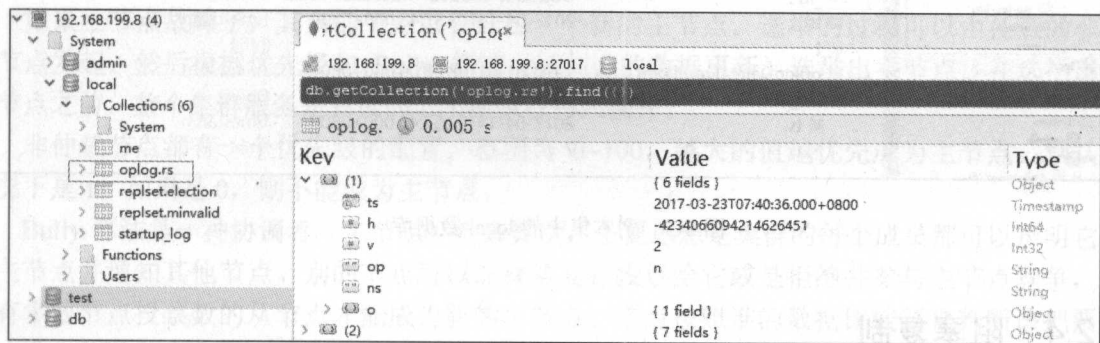 192.168.199.8 (4)
System
admin
local
Collections (6)
System
me
oplog.rs
replset.election
replset.minvalid
startup_log
Functions
Users
test
db
tCollection('oplo
192.168.199.8 192.168.199.8:27017 local
db.getCollection('oplog.rs').find({})
oplog. 0.005 s
Key Value Type
(1) { 6 fields } Object
ts 2017-03-23T07:40:36.000+0800 Timestamp
h -4234066094214626451 Int64
v 2 Int32
op n String
ns String
o { 1 field } Object
(2) { 7 fields } Object